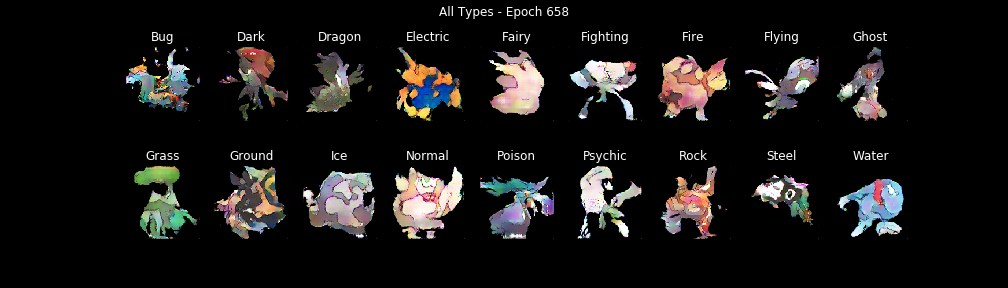 All Types - Epoch 658
Bug Dark Dragon Electric Fairy Fighting Fire Flying Ghost
Grass Ground Ice Normal Poison Psychic Rock Steel Water